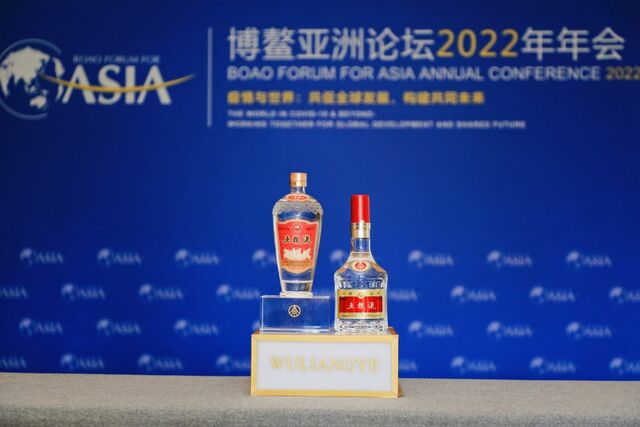 BOAO FORUM FOR
ASIA
博鳌亚洲论坛2022年年会
BOAO FORUM FOR ASIA ANNUAL CONFERENCE 2022
疫情与世界：共促全球发展，构建共同未来
THE WORLD IN COVID-19 & BEYOND:
WORKING TOGETHER FOR GLOBAL DEVELOPMENT AND SHARED FUTURE
五粮液
五粮液
WULIANGYE